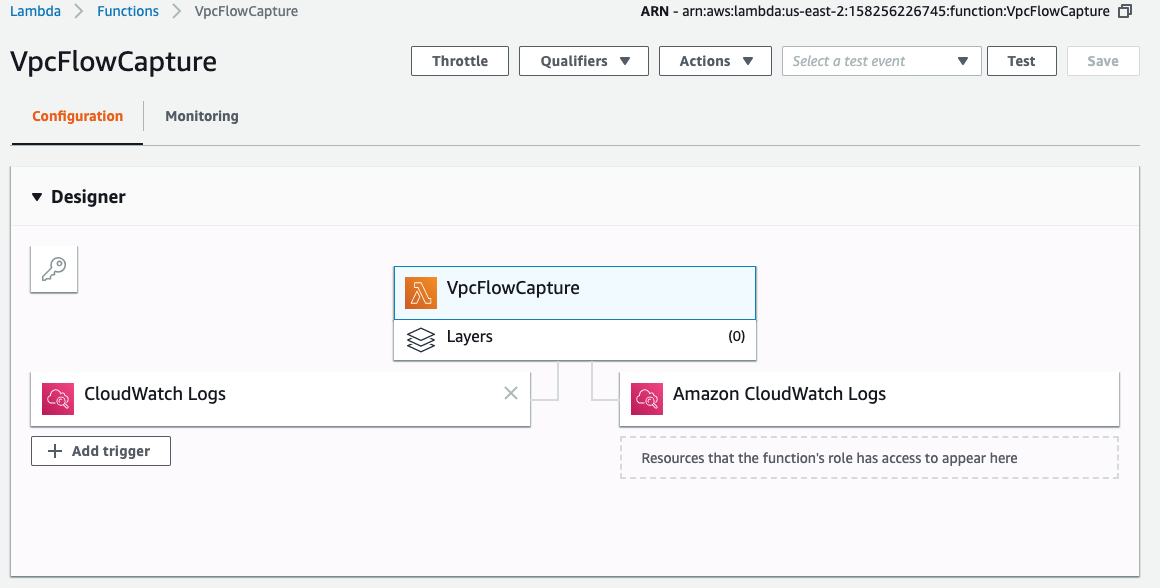 Lambda > Functions > VpcFlowCapture
ARN - arn:aws:lambda:us-east-2:158256226745:function:VpcFlowCapture
VpcFlowCapture
Throttle
Qualifiers
Actions
Select a test event
Test
Save
Configuration
Monitoring
Designer
VpcFlowCapture
Layers
(0)
CloudWatch Logs
Amazon CloudWatch Logs
+ Add trigger
Resources that the function's role has access to appear here